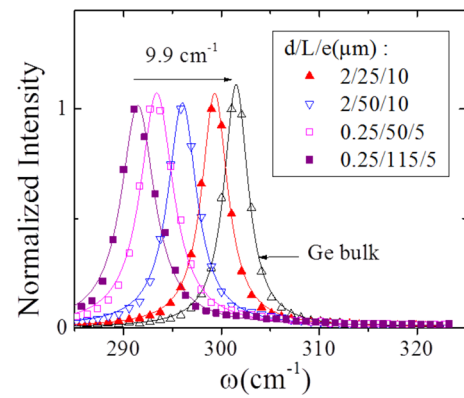 9.9 cm⁻¹
d/L/e(µm) :
2/25/10
2/50/10
0.25/50/5
0.25/115/5
Ge bulk
Normalized Intensity
1
0
290 300 310 320
ω(cm⁻¹)